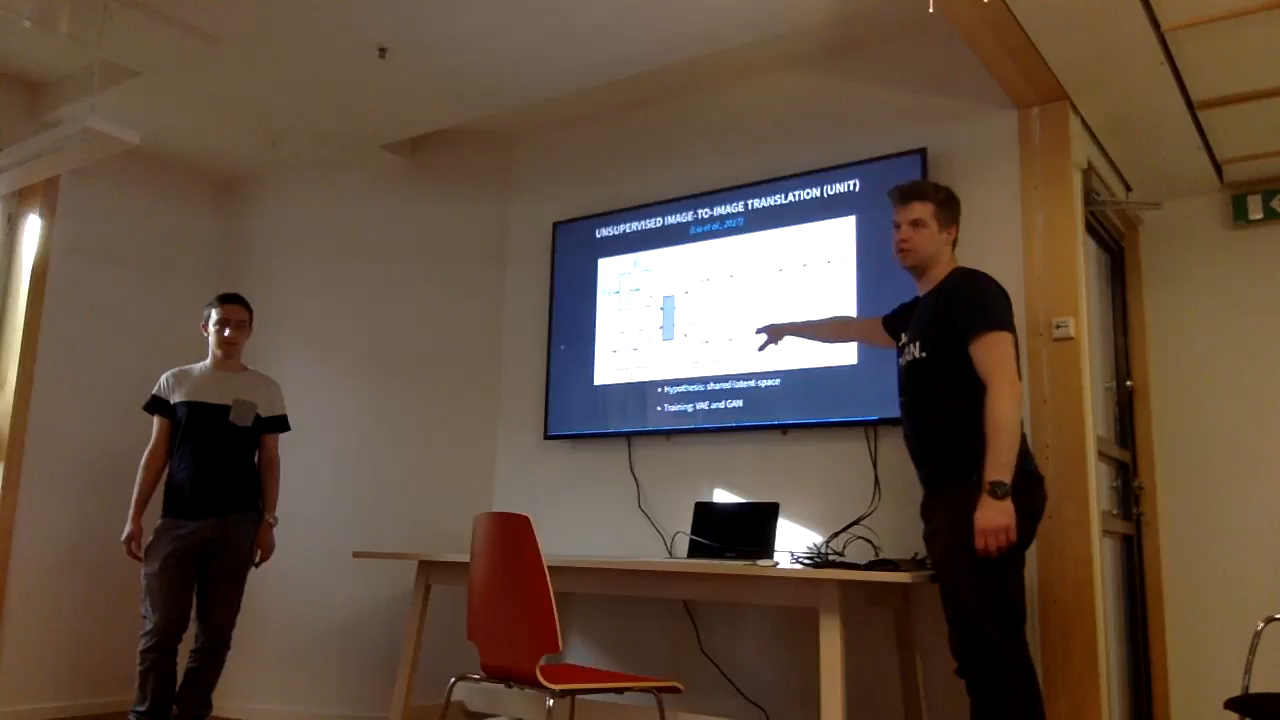 UNSUPERVISED IMAGE-TO-IMAGE TRANSLATION (UNIT)
(Liu et al., 2017)
• Hypothesis: shared latent space
• Training: VAE and GAN